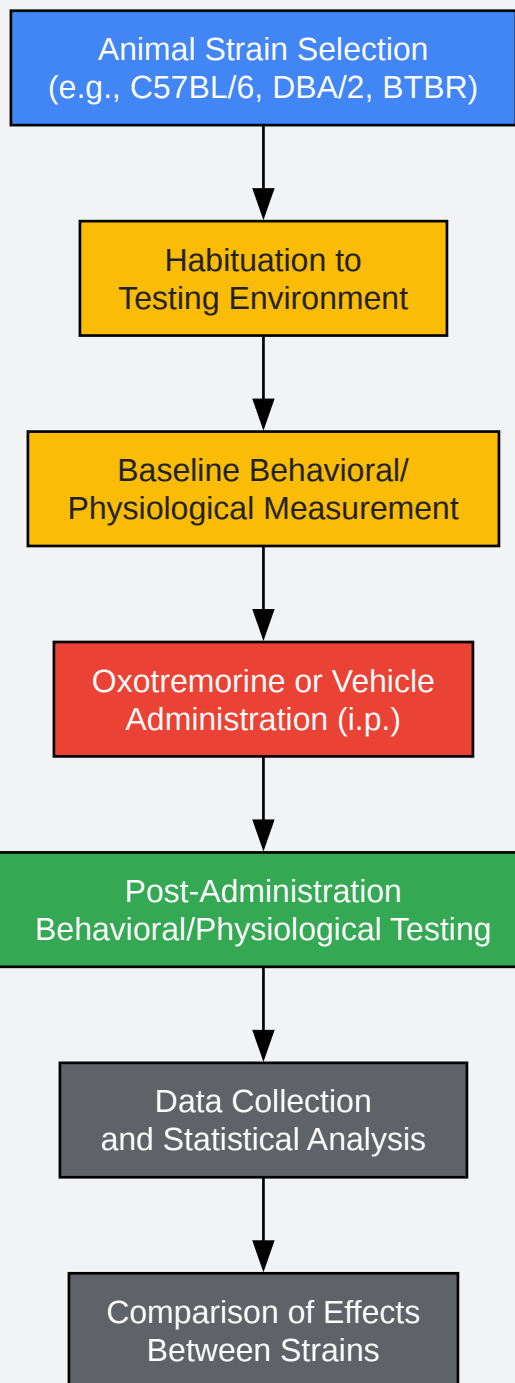 Animal Strain Selection
(e.g., C57BL/6, DBA/2, BTBR)
Habituation to
Testing Environment
Baseline Behavioral/
Physiological Measurement
Oxotremorine or Vehicle
Administration (i.p.)
Post-Administration
Behavioral/Physiological Testing
Data Collection
and Statistical Analysis
Comparison of Effects
Between Strains